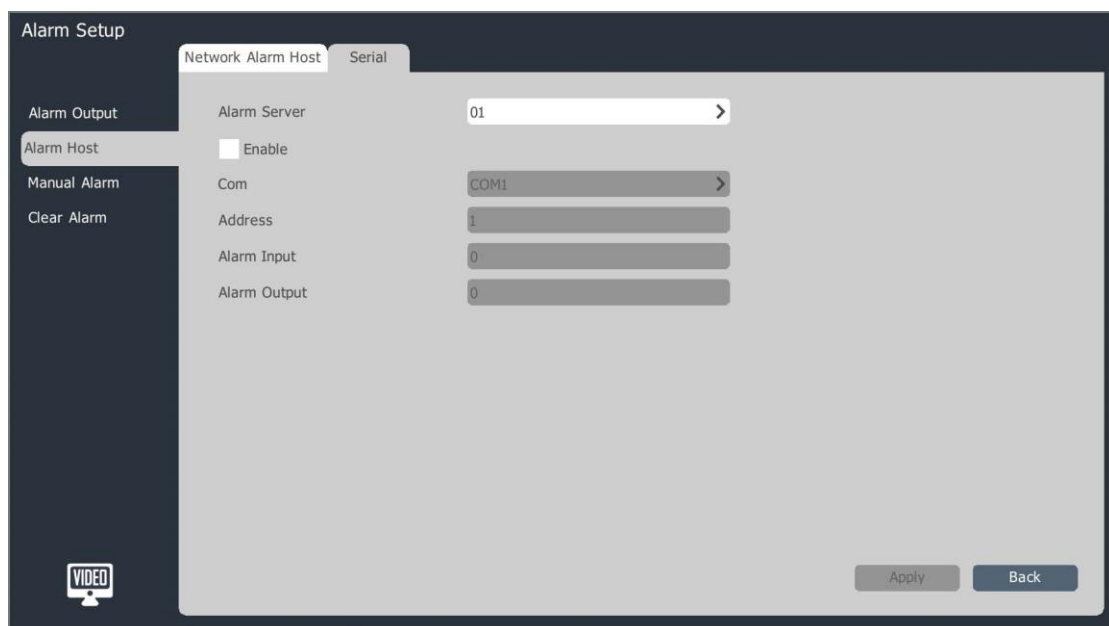 Alarm Setup
Network Alarm Host Serial
Alarm Output
Alarm Host
Manual Alarm
Clear Alarm
Alarm Server 01
Enable
Com COM1
Address 1
Alarm Input 0
Alarm Output 0
VIDEO
Apply Back